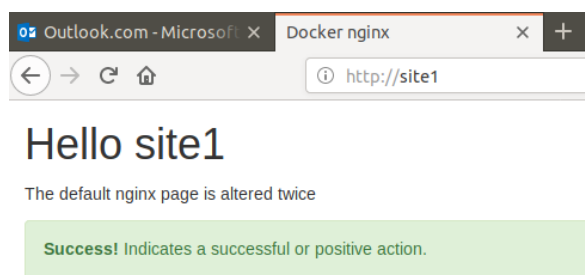 Outlook.com - Microsoft
Docker nginx
http://site1
Hello site1
The default nginx page is altered twice
Success! Indicates a successful or positive action.